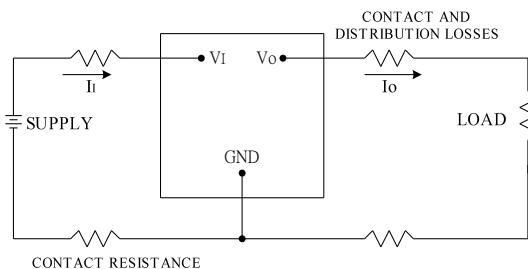 CONTACT AND
DISTRIBUTION LOSSES
VI
VO
II
IO
SUPPLY
LOAD
GND
CONTACT RESISTANCE